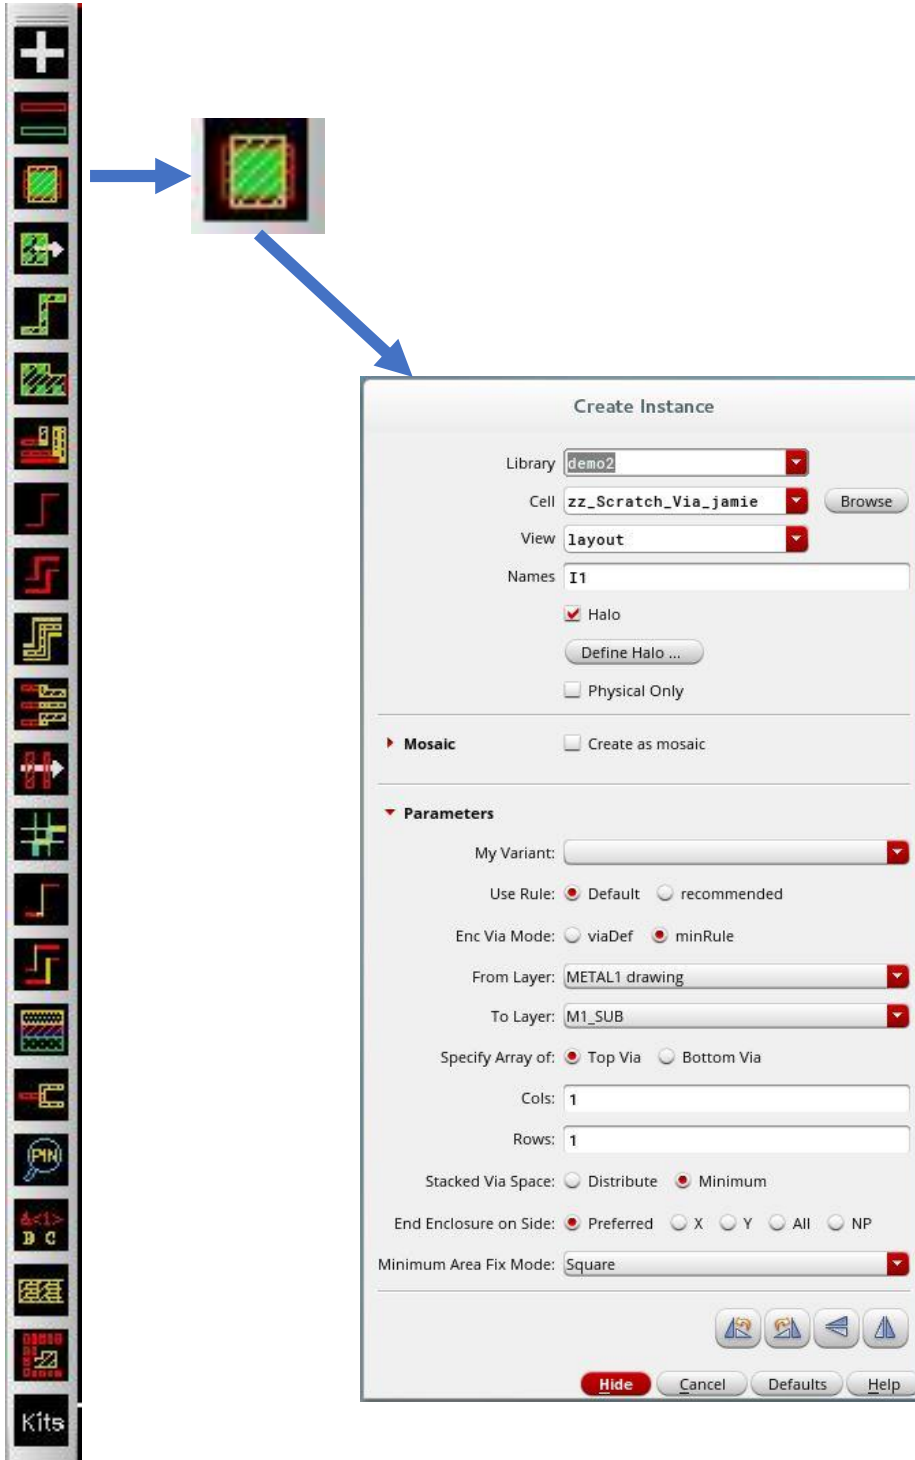 Create Instance
Library demo2
Cell zz_Scratch_Via_jamie Browse
View layout
Names I1
Halo
Define Halo ...
Physical Only
Mosaic Create as mosaic
Parameters
My Variant:
Use Rule: Default recommended
Enc Via Mode: viaDef minRule
From Layer: METAL1 drawing
To Layer: M1_SUB
Specify Array of: Top Via Bottom Via
Cols: 1
Rows: 1
Stacked Via Space: Distribute Minimum
End Enclosure on Side: Preferred X Y All NP
Minimum Area Fix Mode: Square
Hide Cancel Defaults Help
PIN
B C
Kits